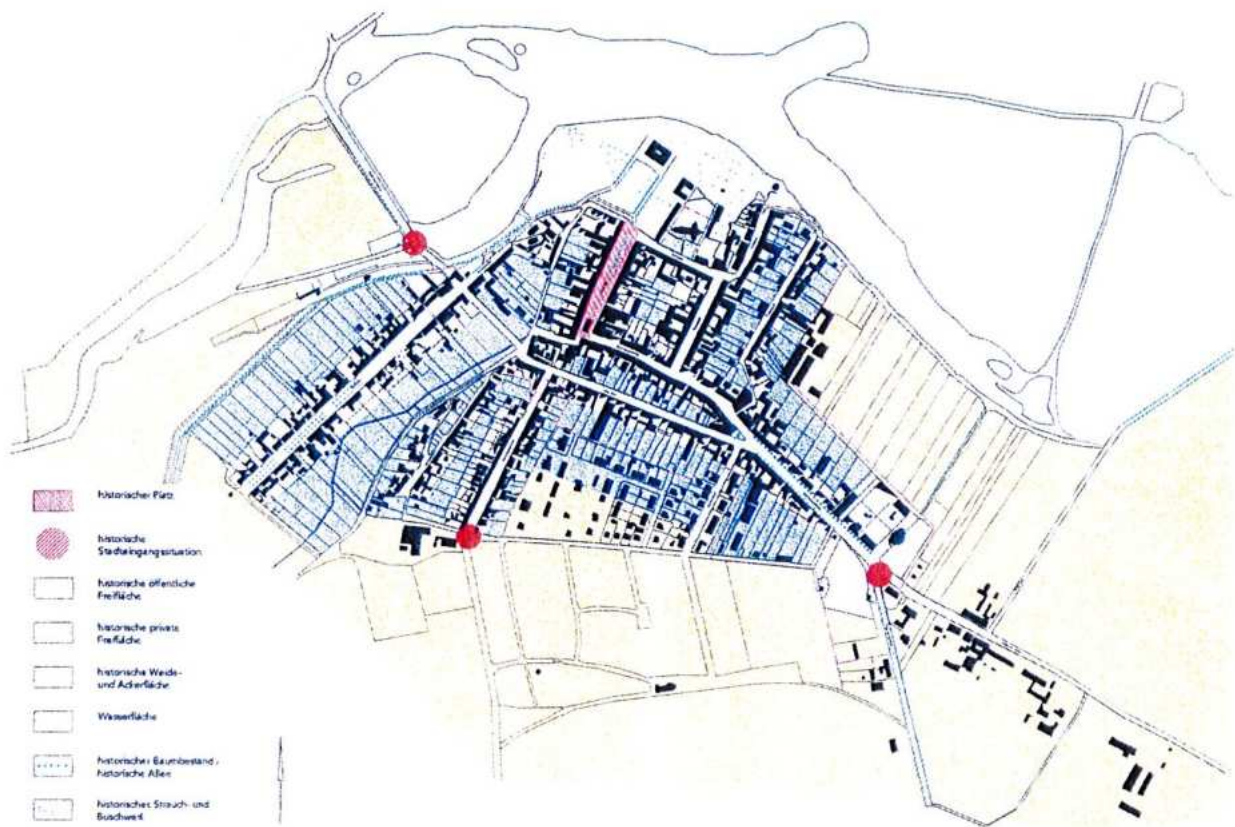 historischer Platz
historische
Stadteingangssituation
historische öffentliche
Freifläche
historische private
Freifläche
historische Weide-
und Ackerfläche
Wasserfläche
historischer Baumbestand /
historische Allee
historisches Strauch- und
Buschwerk